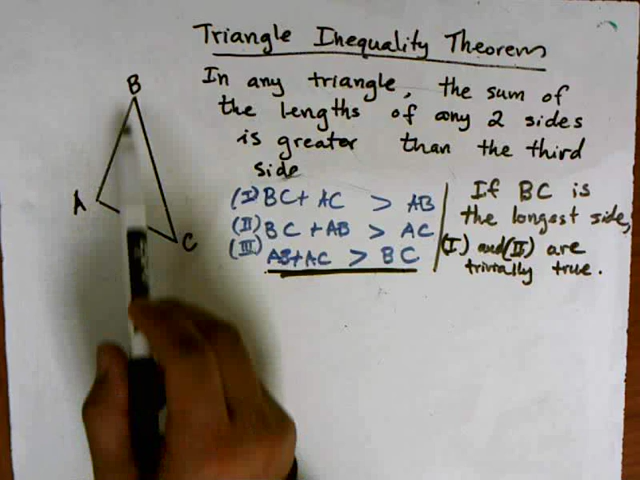 Triangle Inequality Theorem
In any triangle, the sum of
the lengths of any 2 sides
is greater than the third
side
(I) BC + AC > AB
(II) BC + AB > AC
(III) AB + AC > BC
If BC is
the longest side,
(I) and (II) are
trivially true.
B
A
C